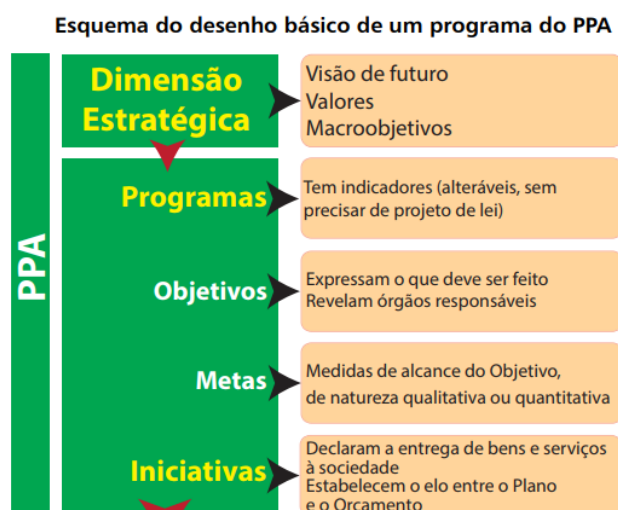 Esquema do desenho básico de um programa do PPA
PPA
Dimensão
Estratégica
Visão de futuro
Valores
Macroobjetivos
Programas
Tem indicadores (alteráveis, sem
precisar de projeto de lei)
Objetivos
Expressam o que deve ser feito
Revelam órgãos responsáveis
Metas
Medidas de alcance do Objetivo,
de natureza qualitativa ou quantitativa
Iniciativas
Declaram a entrega de bens e serviços
à sociedade
Estabelecem o elo entre o Plano
e o Orçamento